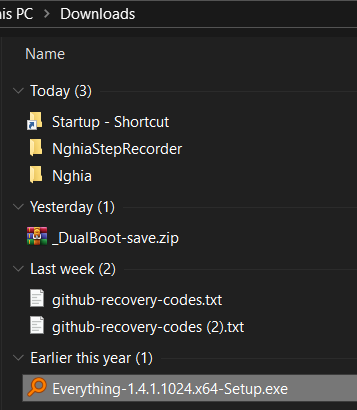 his PC > Downloads
Name
Today (3)
Startup - Shortcut
NghiaStepRecorder
Nghia
Yesterday (1)
_DualBoot-save.zip
Last week (2)
github-recovery-codes.txt
github-recovery-codes (2).txt
Earlier this year (1)
Everything-1.4.1.1024.x64-Setup.exe